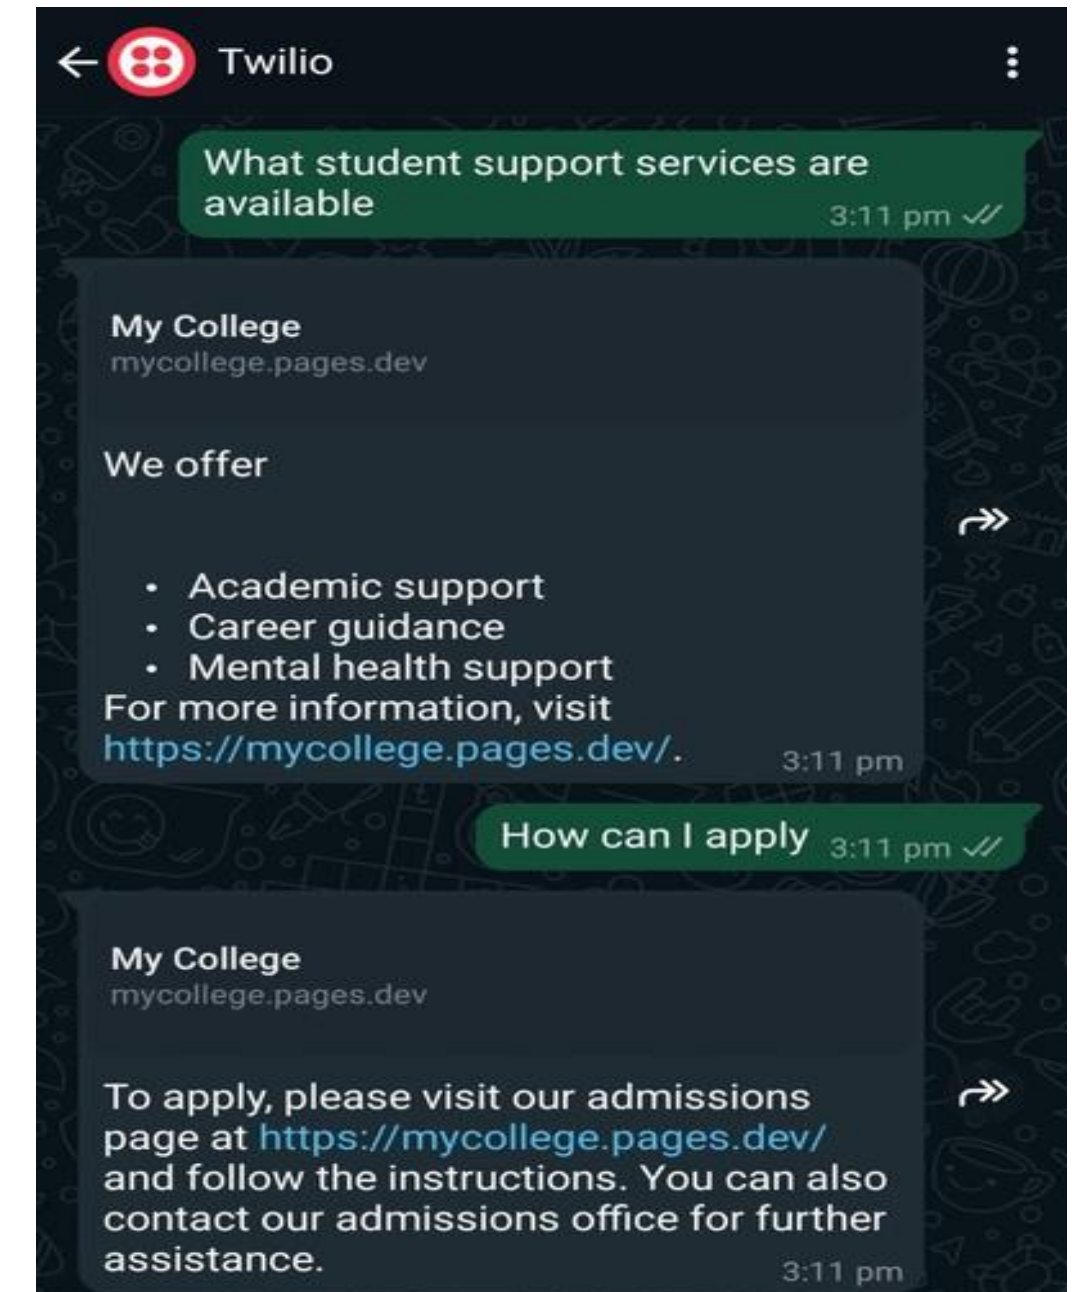 Twilio
What student support services are
available
3:11 pm
My College
mycollege.pages.dev
We offer
• Academic support
• Career guidance
• Mental health support
For more information, visit
https://mycollege.pages.dev/.
3:11 pm
How can I apply 3:11 pm
My College
mycollege.pages.dev
To apply, please visit our admissions
page at https://mycollege.pages.dev/
and follow the instructions. You can also
contact our admissions office for further
assistance.
3:11 pm